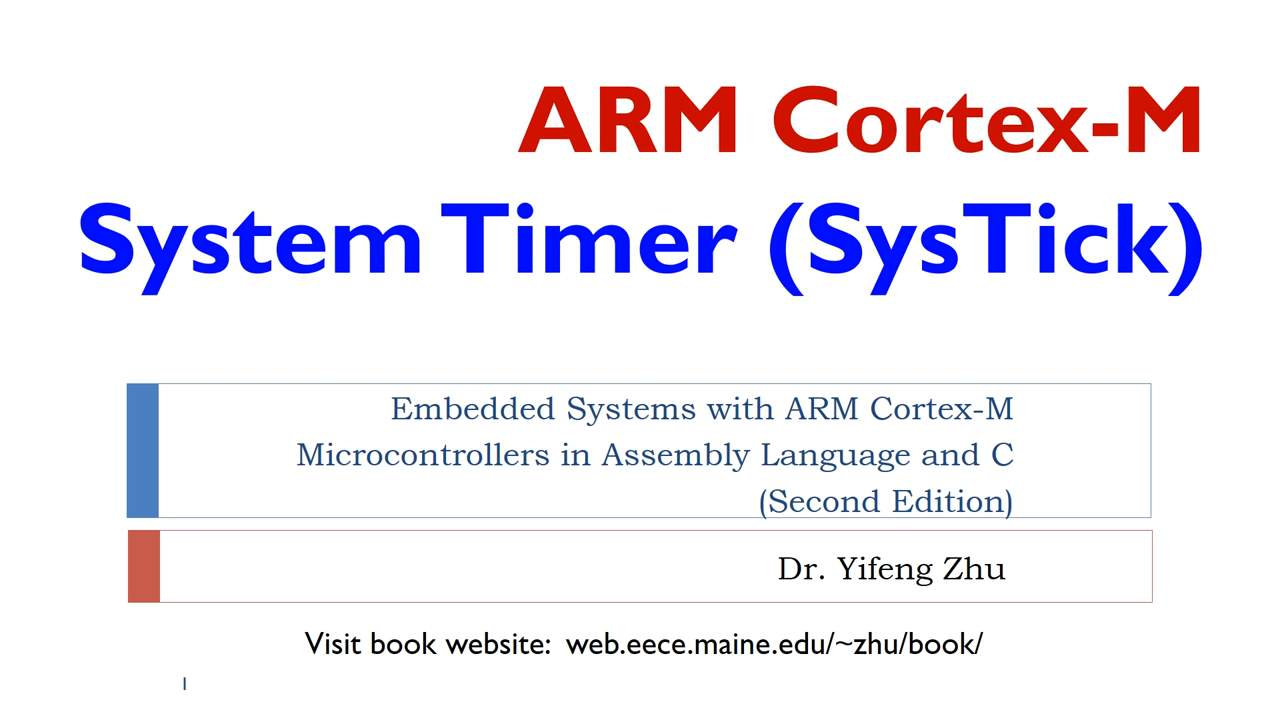 ARM Cortex-M
System Timer (SysTick)
Embedded Systems with ARM Cortex-M
Microcontrollers in Assembly Language and C
(Second Edition)
Dr. Yifeng Zhu
Visit book website: web.eece.maine.edu/~zhu/book/
1